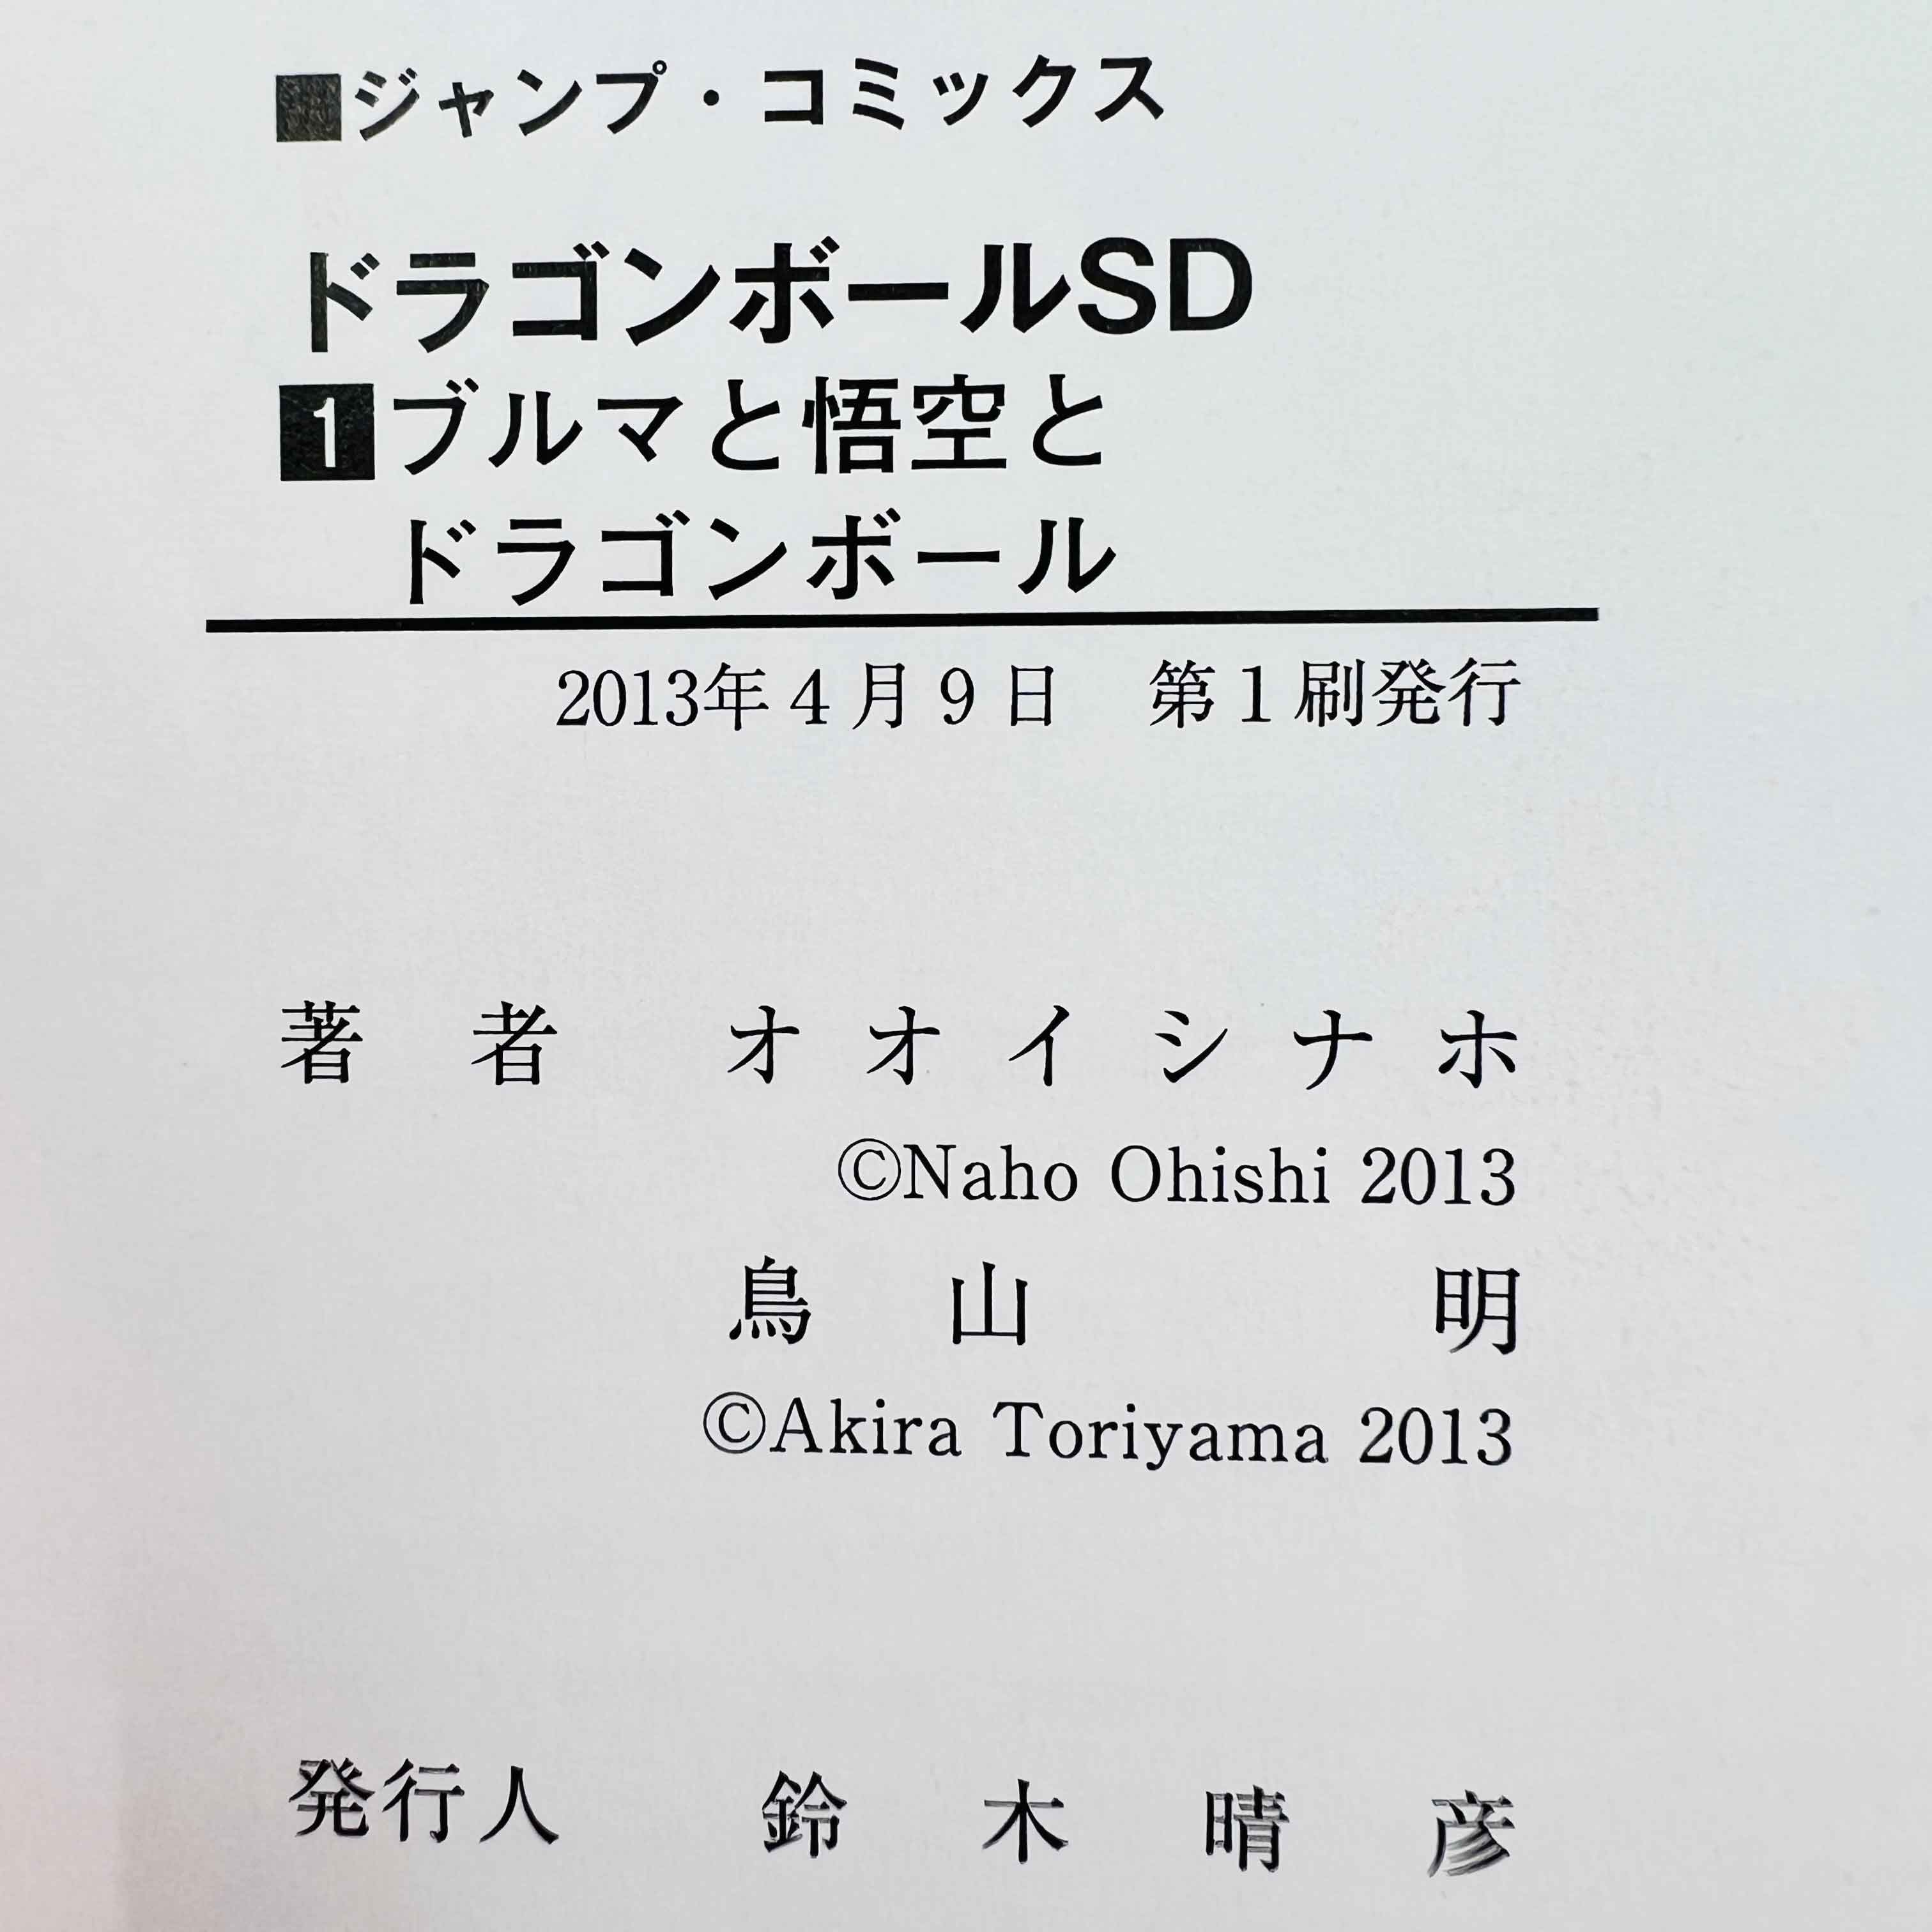 ■ジャンプ・コミックス
ドラゴンボールSD
1ブルマと悟空と
ドラゴンボール
2013年4月9日 第1刷発行
著者 オオイシナホ
©Naho Ohishi 2013
鳥山明
©Akira Toriyama 2013
発行人 鈴木晴彦